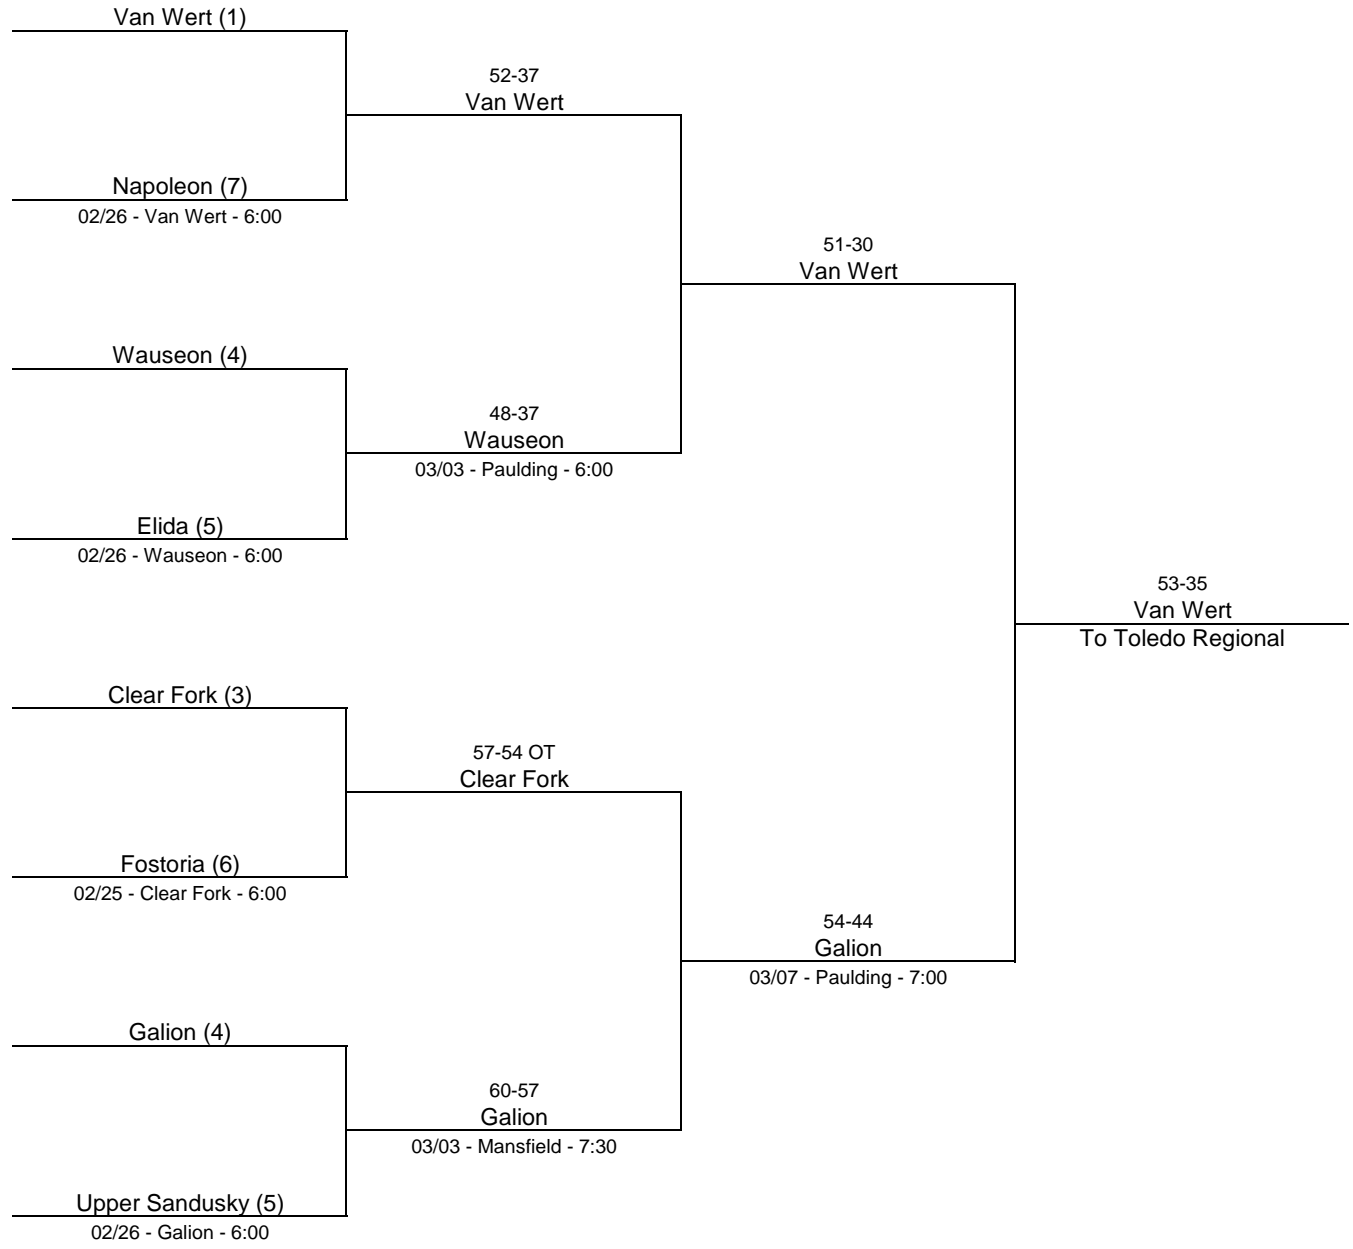 Van Wert (1)
52-37
Van Wert
Napoleon (7)
02/26 - Van Wert - 6:00
51-30
Van Wert
Wauseon (4)
48-37
Wauseon
03/03 - Paulding - 6:00
Elida (5)
02/26 - Wauseon - 6:00
53-35
Van Wert
To Toledo Regional
Clear Fork (3)
57-54 OT
Clear Fork
Fostoria (6)
02/25 - Clear Fork - 6:00
54-44
Galion
03/07 - Paulding - 7:00
Galion (4)
60-57
Galion
03/03 - Mansfield - 7:30
Upper Sandusky (5)
02/26 - Galion - 6:00